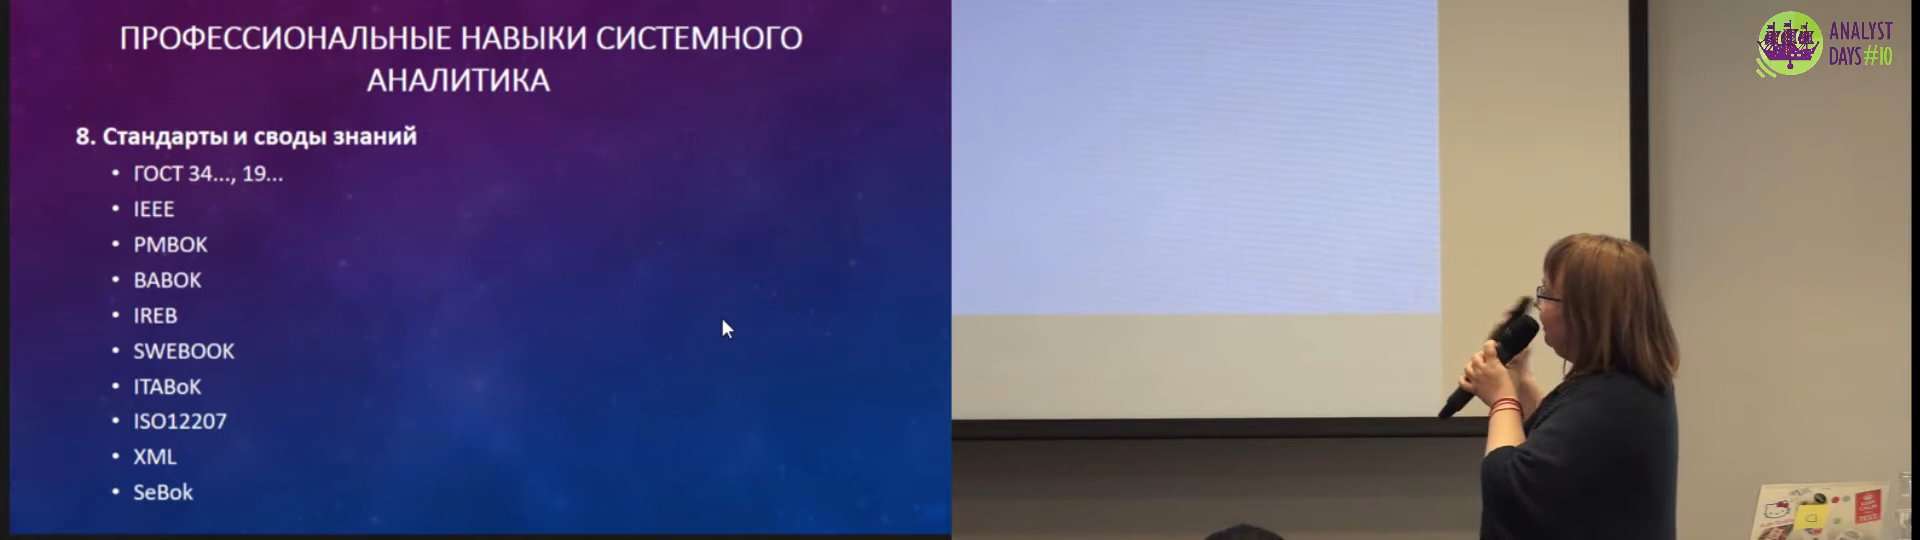 ПРОФЕССИОНАЛЬНЫЕ НАВЫКИ СИСТЕМНОГО
АНАЛИТИКА
8. Стандарты и своды знаний
• ГОСТ 34..., 19...
• IEEE
• PMBOK
• BABOK
• IREB
• SWEBOOK
• ITABoK
• ISO12207
• XML
• SeBok
ANALYST
DAYS#10